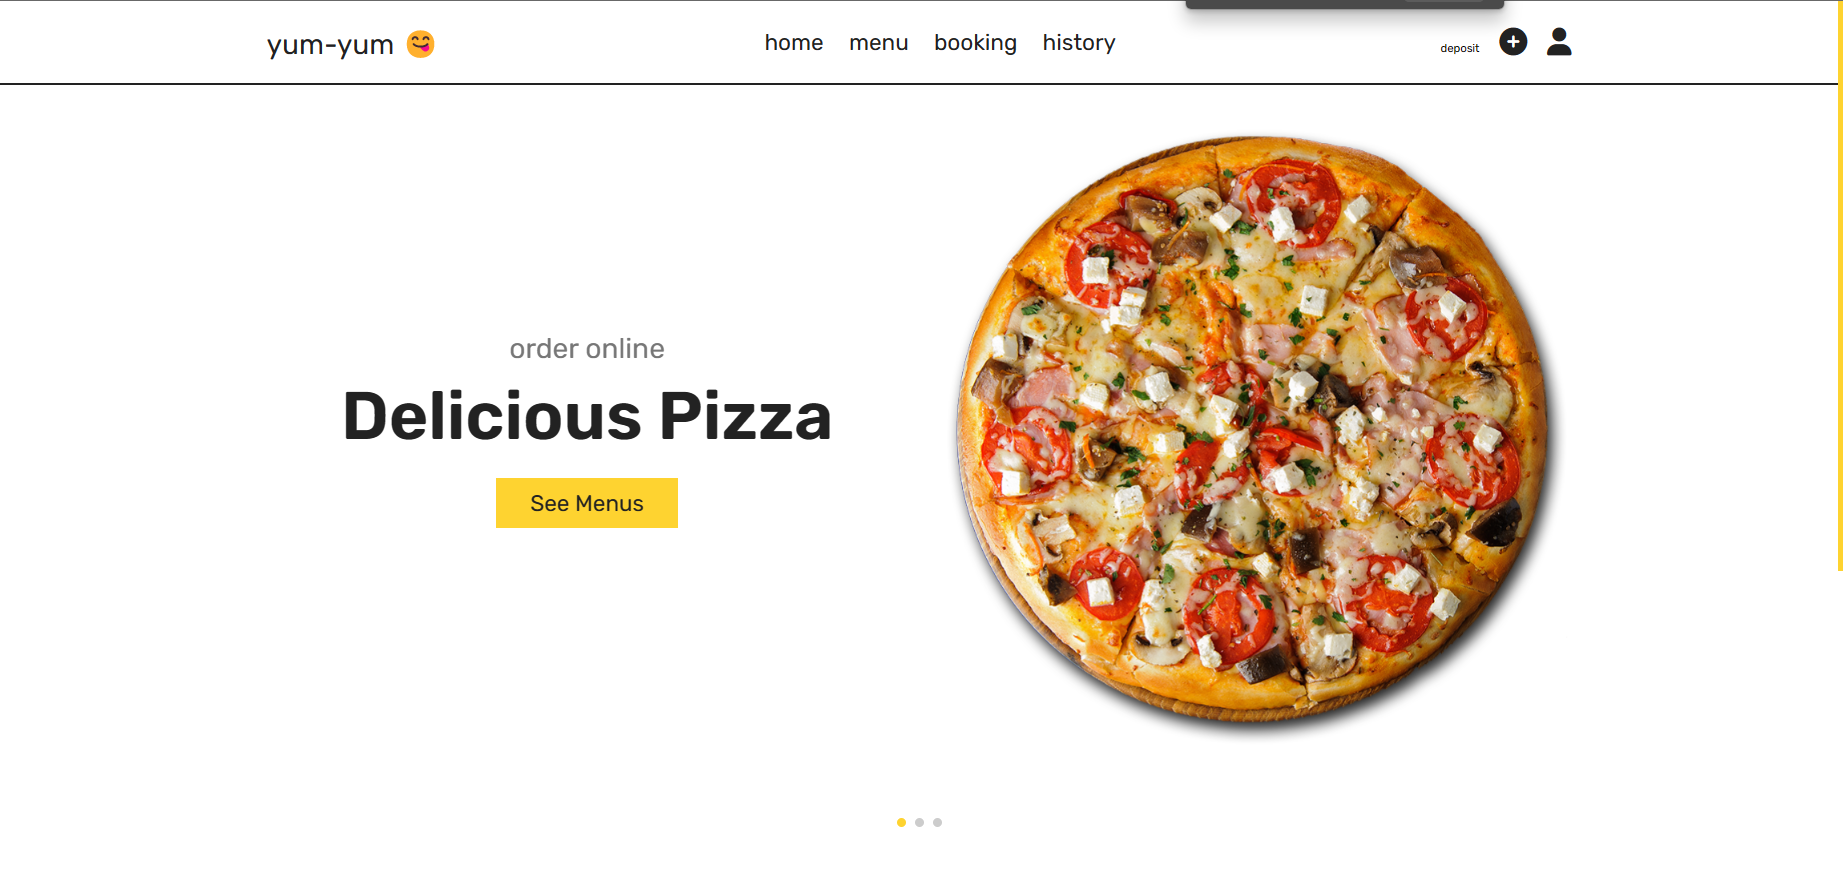 yum-yum 😋
home menu booking history
deposit
order online
Delicious Pizza
See Menus